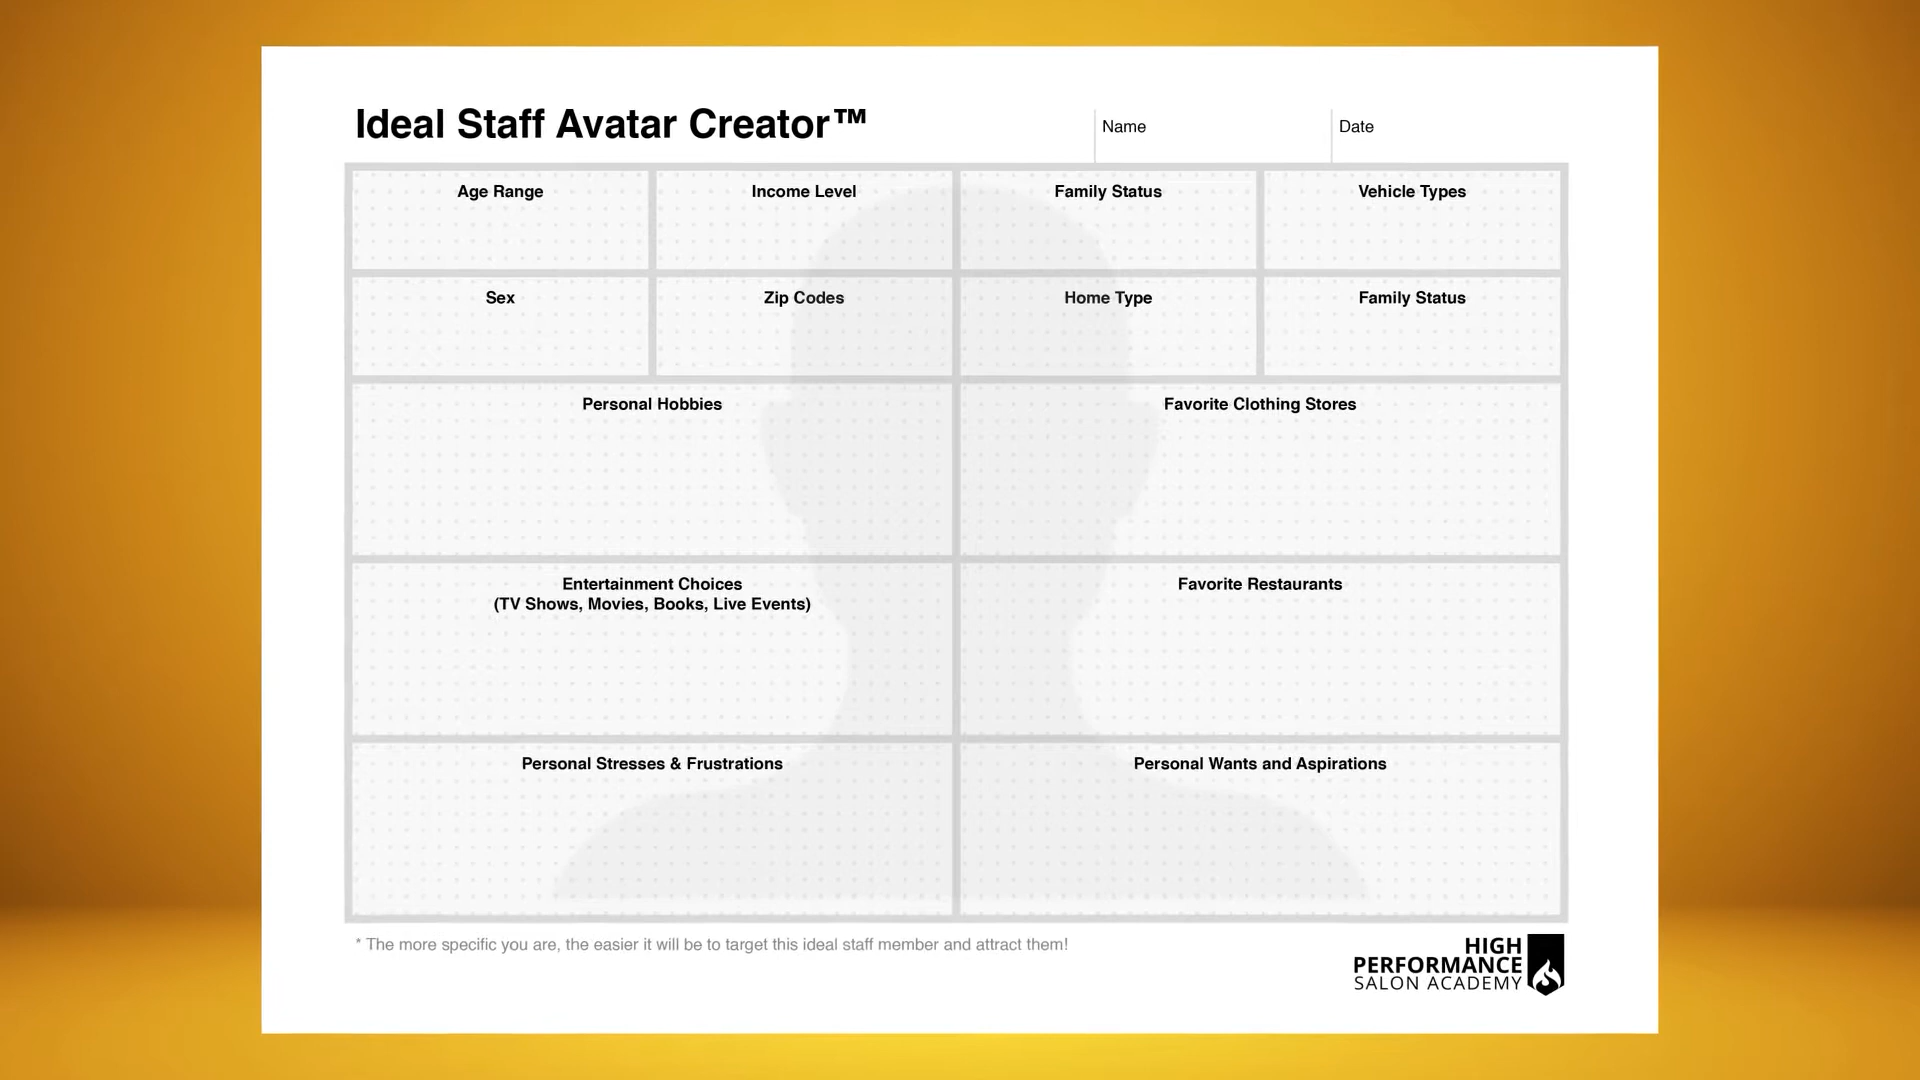 Ideal Staff Avatar Creator™
Name
Date
Age Range
Income Level
Family Status
Vehicle Types
Sex
Zip Codes
Home Type
Family Status
Personal Hobbies
Favorite Clothing Stores
Entertainment Choices
(TV Shows, Movies, Books, Live Events)
Favorite Restaurants
Personal Stresses & Frustrations
Personal Wants and Aspirations
* The more specific you are, the easier it will be to target this ideal staff member and attract them!
HIGH
PERFORMANCE
SALON ACADEMY